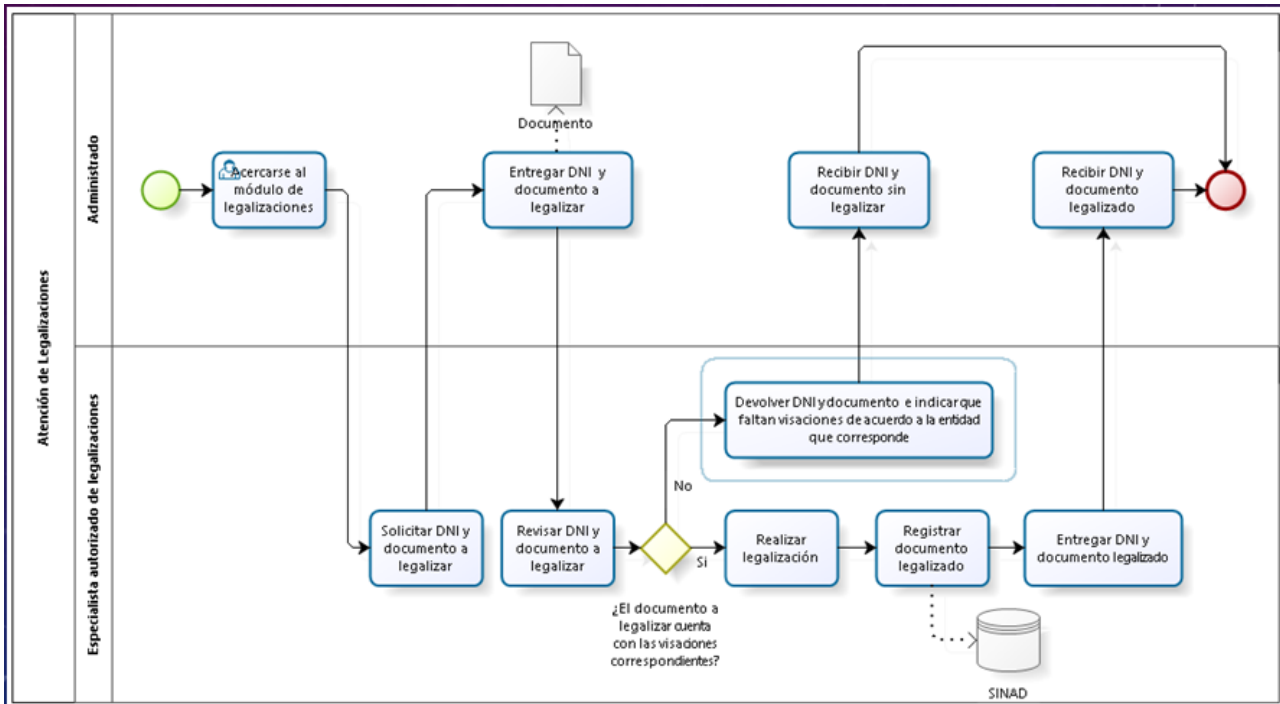 Atención de Legalizaciones
Administrado
Acercarse al
módulo de
legalizaciones
Documento
Entregar DNI y
documento a
legalizar
Recibir DNI y
documento sin
legalizar
Recibir DNI y
documento
legalizado
Especialista autorizado de legalizaciones
Solicitar DNI y
documento a
legalizar
Revisar DNI y
documento a
legalizar
¿El documento a
legalizar cuenta
con las visaciones
correspondientes?
No
Devolver DNI y documento e indicar que
faltan visaciones de acuerdo a la entidad
que corresponde
Si
Realizar
legalización
Registrar
documento
legalizado
SINAD
Entregar DNI y
documento legalizado